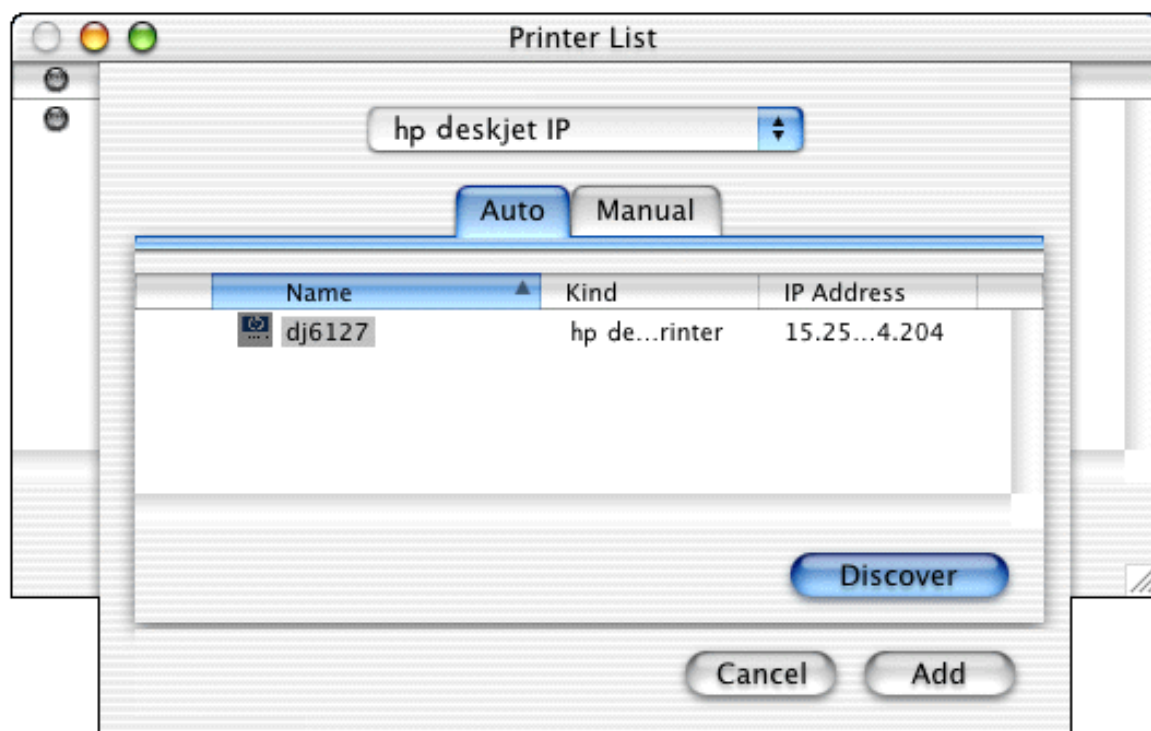 Printer List
hp deskjet IP
Auto Manual
Name Kind IP Address
dj6127 hp de...rinter 15.25...4.204
Discover
Cancel Add